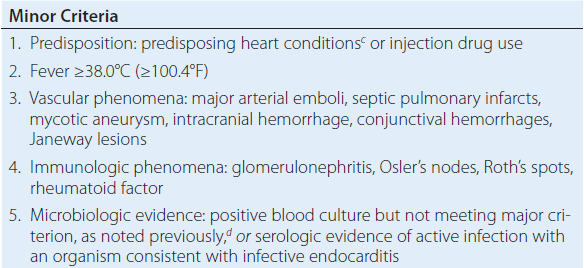 Minor Criteria
1. Predisposition: predisposing heart conditionsᶜ or injection drug use
2. Fever ≥38.0°C (≥100.4°F)
3. Vascular phenomena: major arterial emboli, septic pulmonary infarcts,
mycotic aneurysm, intracranial hemorrhage, conjunctival hemorrhages,
Janeway lesions
4. Immunologic phenomena: glomerulonephritis, Osler's nodes, Roth's spots,
rheumatoid factor
5. Microbiologic evidence: positive blood culture but not meeting major cri-
terion, as noted previously,ᵈ or serologic evidence of active infection with
an organism consistent with infective endocarditis